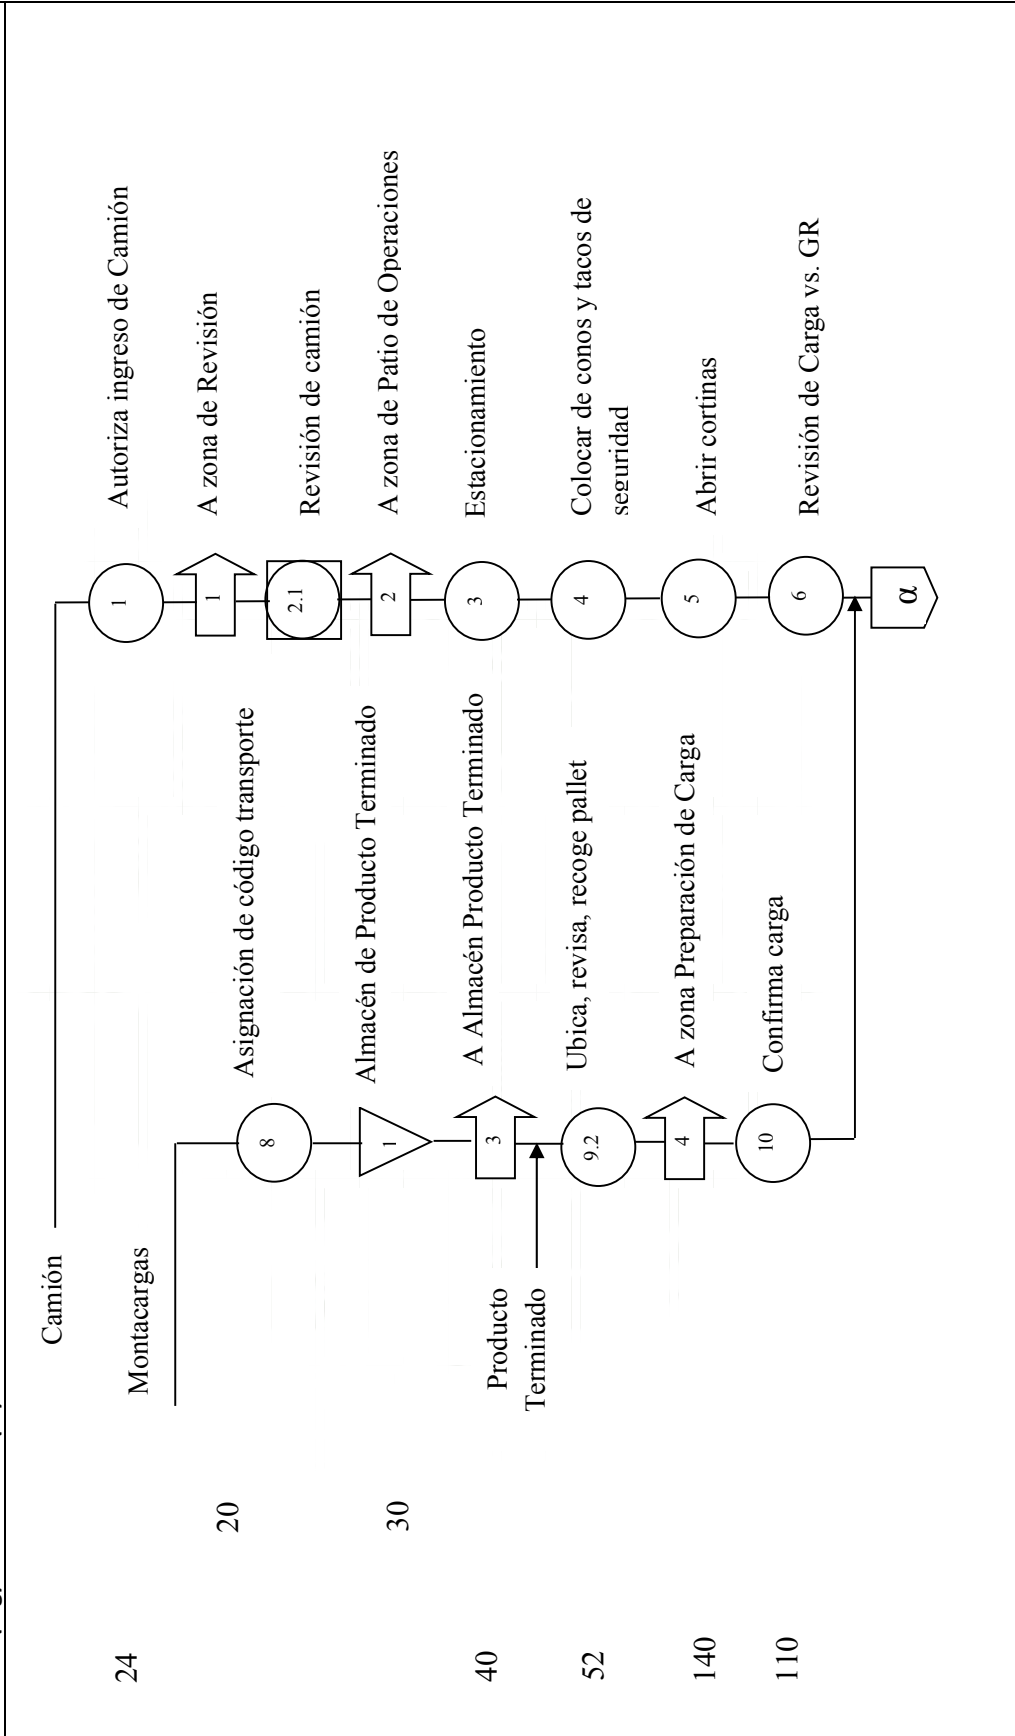 Camión
Montacargas
Producto
Terminado
24
20
30
40
52
140
110
8
Asignación de código transporte
1
Almacén de Producto Terminado
3
A Almacén Producto Terminado
9.2
Ubica, revisa, recoge pallet
4
A zona Preparación de Carga
10
Confirma carga
1
Autoriza ingreso de Camión
1
A zona de Revisión
2.1
Revisión de camión
2
A zona de Patio de Operaciones
3
Estacionamiento
4
Colocar de conos y tacos de
seguridad
5
Abrir cortinas
6
Revisión de Carga vs. GR
α